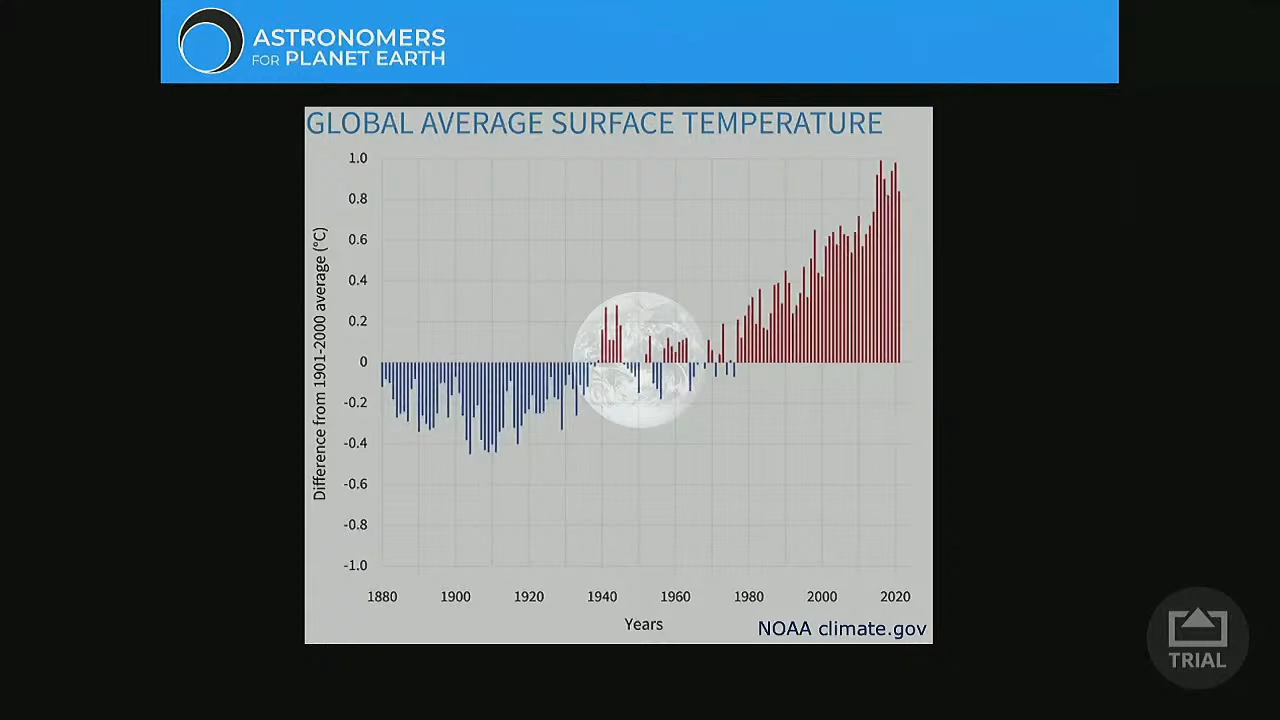 ASTRONOMERS
FOR PLANET EARTH
GLOBAL AVERAGE SURFACE TEMPERATURE
1.0
0.8
0.6
0.4
0.2
0
-0.2
-0.4
-0.6
-0.8
-1.0
Difference from 1901-2000 average (°C)
1880 1900 1920 1940 1960 1980 2000 2020
Years
NOAA climate.gov
TRIAL